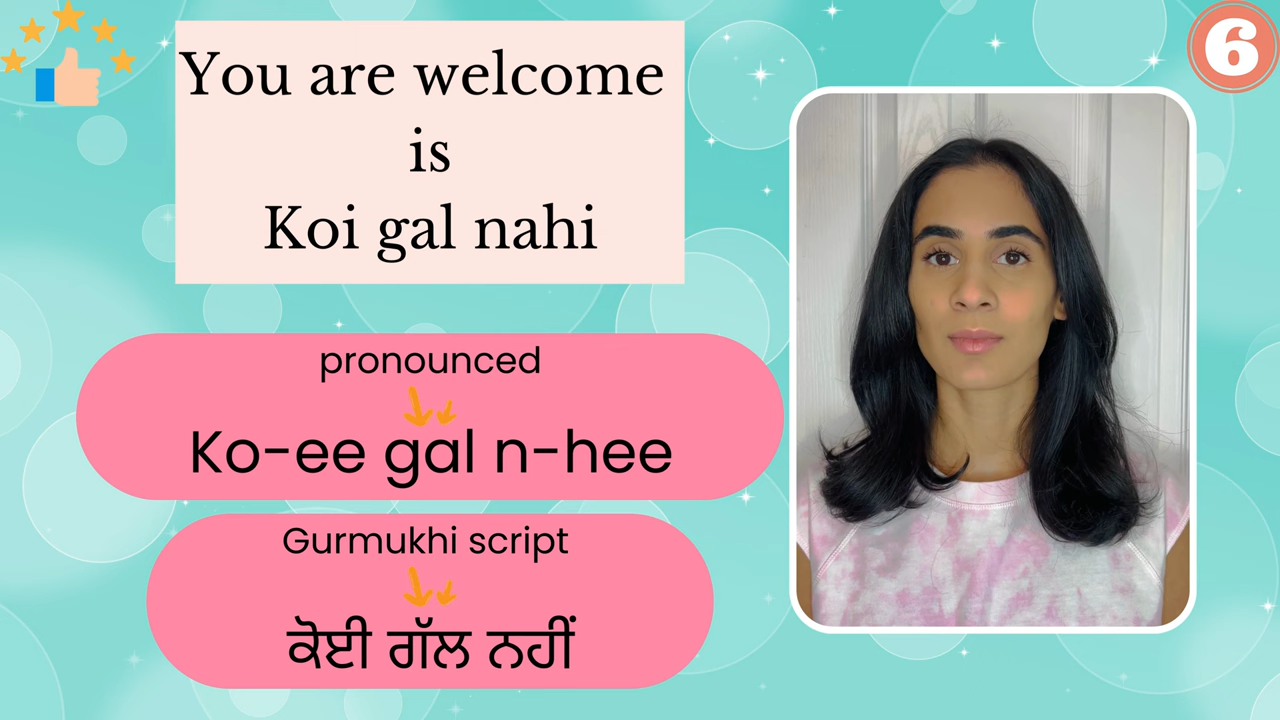 You are welcome
is
Koi gal nahi
6
pronounced
Ko-ee gal n-hee
Gurmukhi script
ਕੋਈ ਗੱਲ ਨਹੀਂ